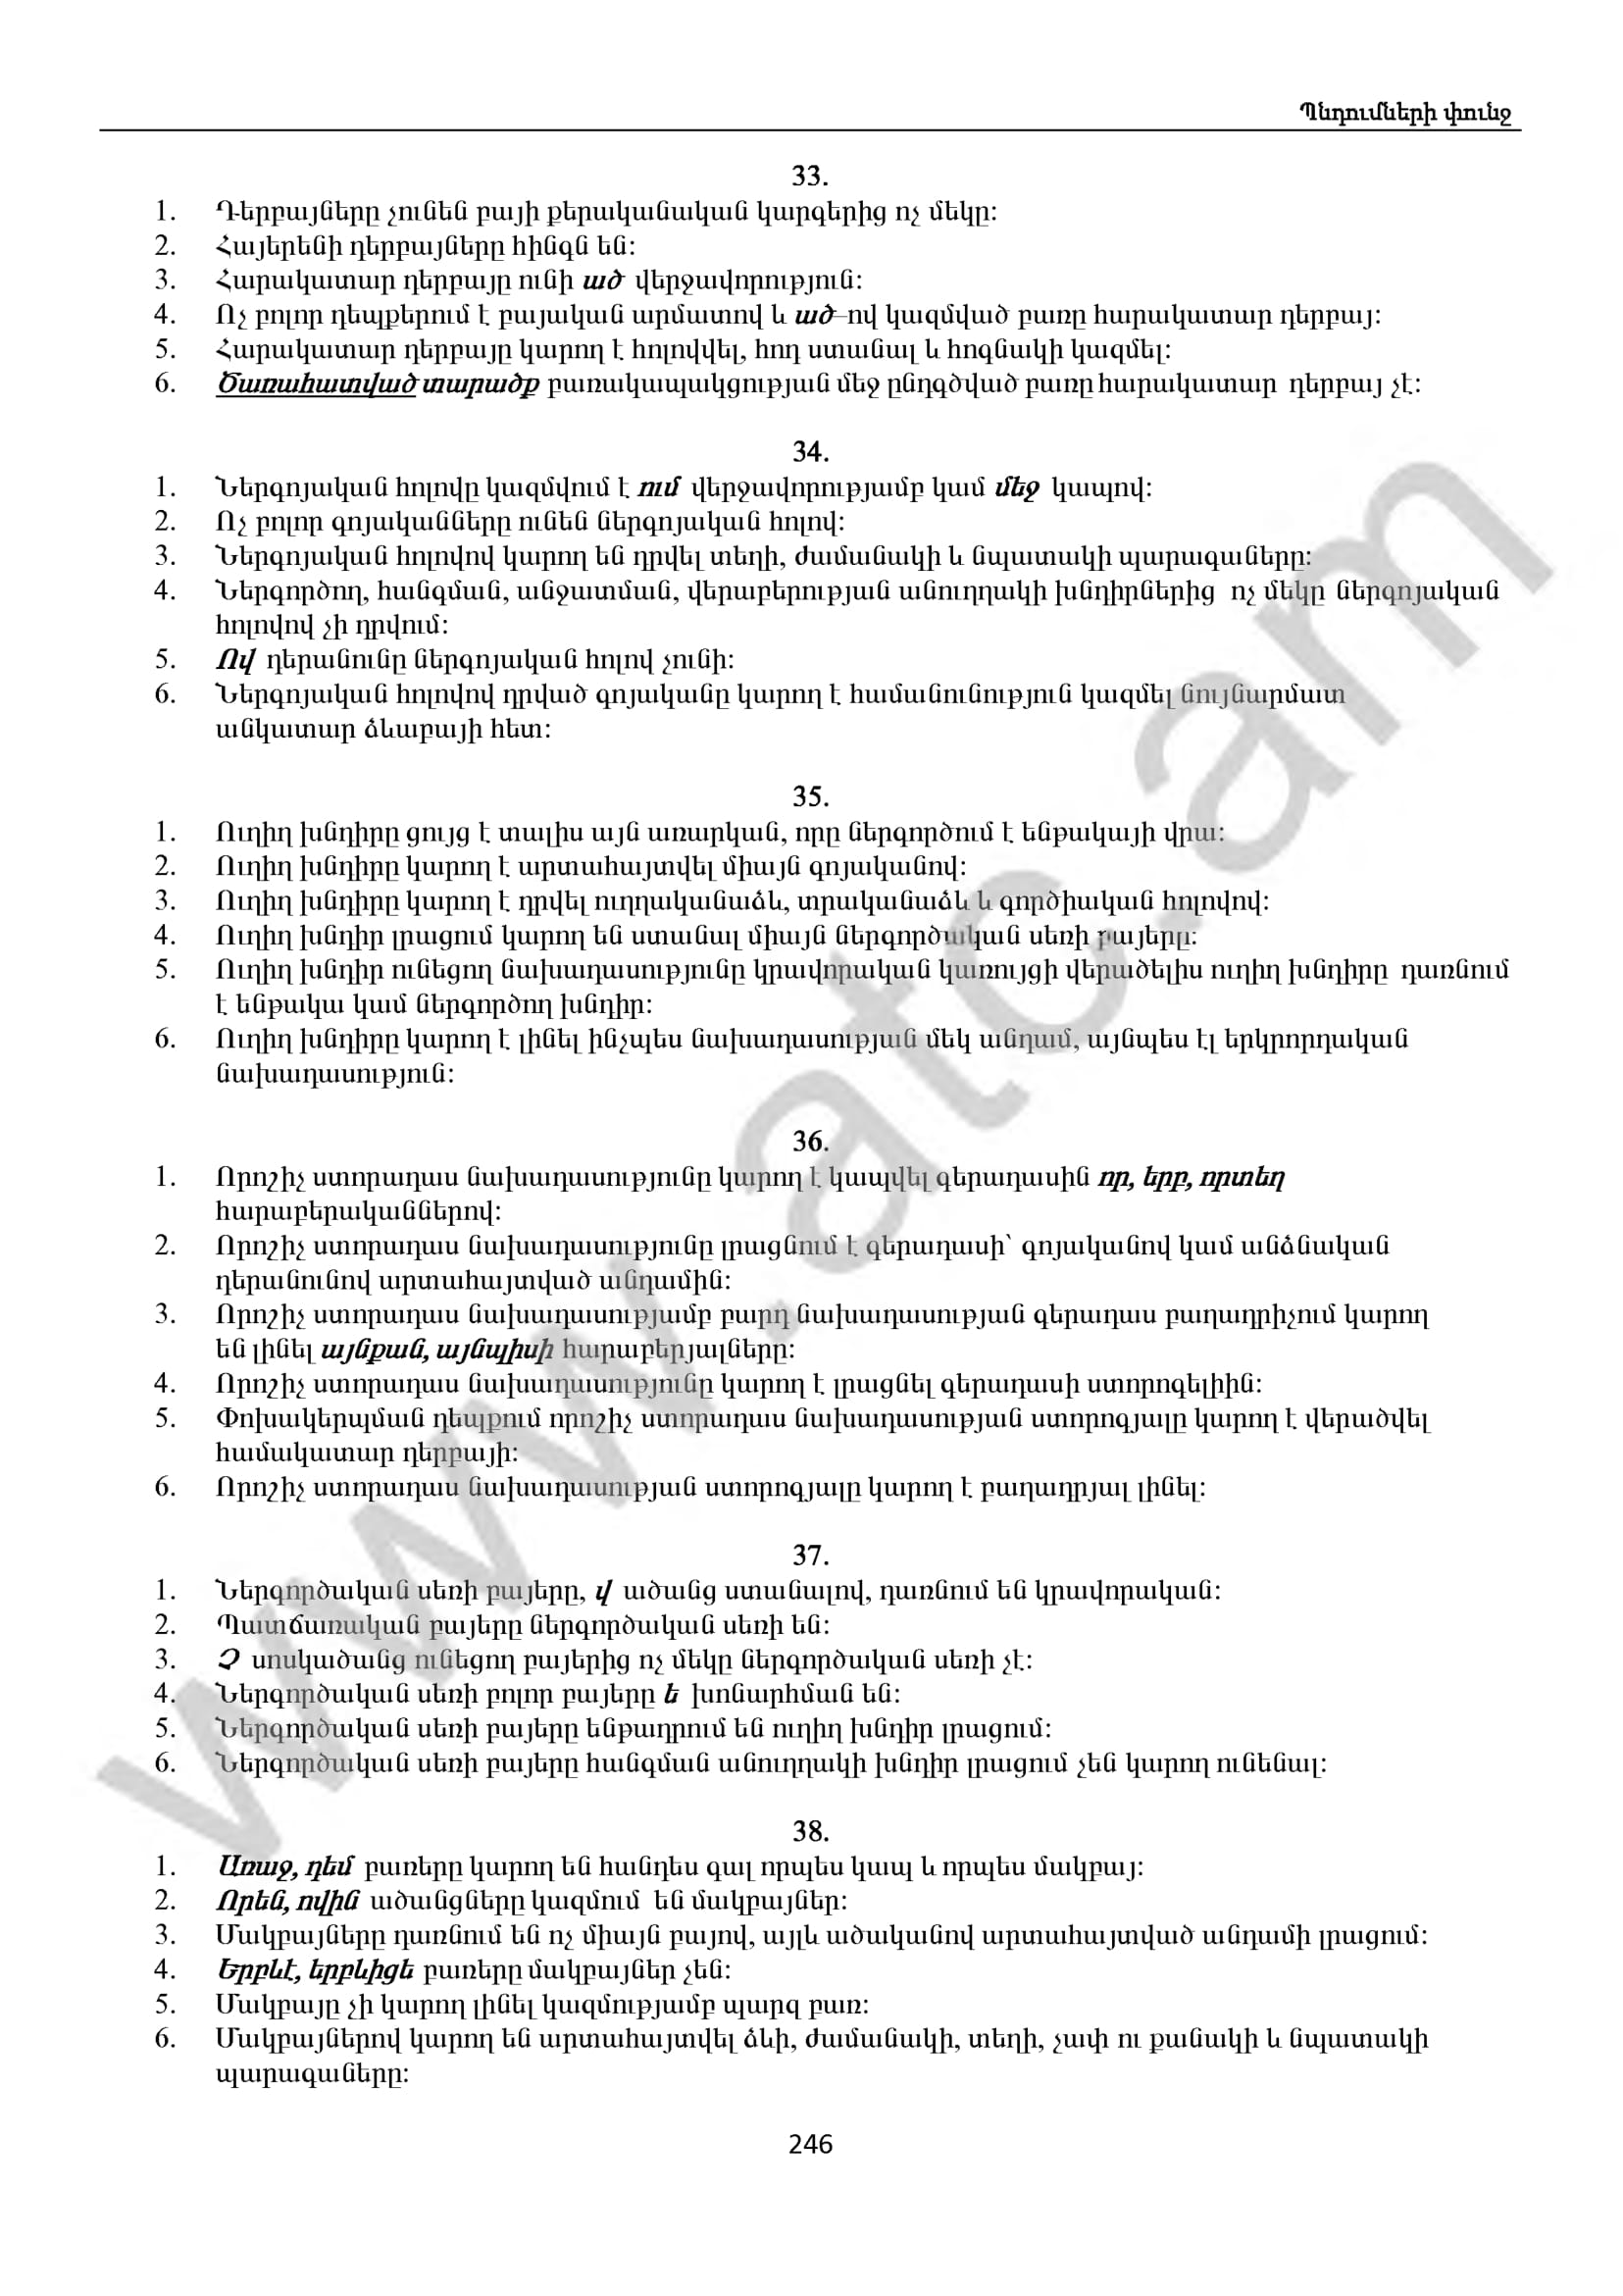 Պնդումների փունջ
33.
1. Դերբայները չունեն բայի քերականական կարգերից ոչ մեկը:
2. Հայերենի դերբայները հինգն են:
3. Հարակատար դերբայը ունի ած վերջավորություն:
4. Ոչ բոլոր դեպքերում է բայական արմատով և ած–ով կազմված բառը հարակատար դերբայ:
5. Հարակատար դերբայը կարող է հոլովվել, հոդ ստանալ և հոգնակի կազմել:
6. Ծառահատված տարածք բառակապակցության մեջ ընդգծված բառը հարակատար դերբայ չէ:
34.
1. Ներգոյական հոլովը կազմվում է ում վերջավորությամբ կամ մեջ կապով:
2. Ոչ բոլոր գոյականները ունեն ներգոյական հոլով:
3. Ներգոյական հոլովով կարող են դրվել տեղի, ժամանակի և նպատակի պարագաները:
4. Ներգործող, հանգման, անջատման, վերաբերության անուղղակի խնդիրներից ոչ մեկը ներգոյական
հոլովով չի դրվում:
5. Ով դերանունը ներգոյական հոլով չունի:
6. Ներգոյական հոլովով դրված գոյականը կարող է համանունություն կազմել նույնարմատ
անկատար ձևաբայի հետ:
35.
1. Ուղիղ խնդիրը ցույց է տալիս այն առարկան, որը ներգործում է ենթակայի վրա:
2. Ուղիղ խնդիրը կարող է արտահայտվել միայն գոյականով:
3. Ուղիղ խնդիրը կարող է դրվել ուղղականաձև, տրականաձև և գործիական հոլովով:
4. Ուղիղ խնդիր լրացում կարող են ստանալ միայն ներգործական սեռի բայերը:
5. Ուղիղ խնդիր ունեցող նախադասությունը կրավորական կառույցի վերածելիս ուղիղ խնդիրը դառնում
է ենթակա կամ ներգործող խնդիր:
6. Ուղիղ խնդիրը կարող է լինել ինչպես նախադասության մեկ անդամ, այնպես էլ երկրորդական
նախադասություն:
36.
1. Որոշիչ ստորադաս նախադասությունը կարող է կապվել գերադասին որ, երբ, որտեղ
հարաբերականներով:
2. Որոշիչ ստորադաս նախադասությունը լրացնում է գերադասի՝ գոյականով կամ անձնական
դերանունով արտահայտված անդամին:
3. Որոշիչ ստորադաս նախադասությամբ բարդ նախադասության գերադաս բաղադրիչում կարող
են լինել այնքան, այնպիսի հարաբերյալները:
4. Որոշիչ ստորադաս նախադասությունը կարող է լրացնել գերադասի ստորոգելիին:
5. Փոխակերպման դեպքում որոշիչ ստորադաս նախադասության ստորոգյալը կարող է վերածվել
համակատար դերբայի:
6. Որոշիչ ստորադաս նախադասության ստորոգյալը կարող է բաղադրյալ լինել:
37.
1. Ներգործական սեռի բայերը, վ ածանց ստանալով, դառնում են կրավորական:
2. Պատճառական բայերը ներգործական սեռի են:
3. Չ սոսկածանց ունեցող բայերից ոչ մեկը ներգործական սեռի չէ:
4. Ներգործական սեռի բոլոր բայերը ե խոնարհման են:
5. Ներգործական սեռի բայերը ենթադրում են ուղիղ խնդիր լրացում:
6. Ներգործական սեռի բայերը հանգման անուղղակի խնդիր լրացում չեն կարող ունենալ:
38.
1. Առաջ, դեմ բառերը կարող են հանդես գալ որպես կապ և որպես մակբայ:
2. Որեն, ովին ածանցները կազմում են մակբայներ:
3. Մակբայները դառնում են ոչ միայն բայով, այլև ածականով արտահայտված անդամի լրացում:
4. Երբևէ, երբևիցե բառերը մակբայներ չեն:
5. Մակբայը չի կարող լինել կազմությամբ պարզ բառ:
6. Մակբայներով կարող են արտահայտվել ձևի, ժամանակի, տեղի, չափ ու քանակի և նպատակի
պարագաները:
246
www.atc.am